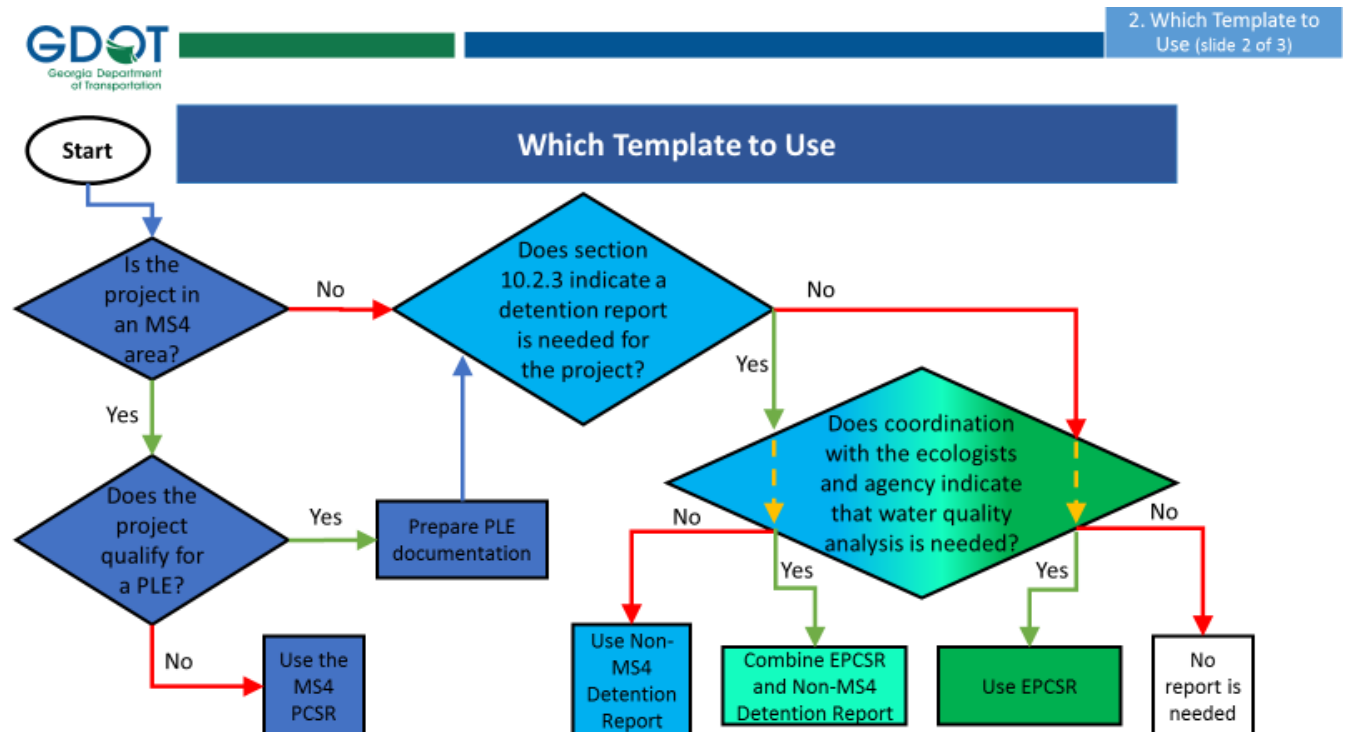 2. Which Template to
Use (slide 2 of 3)
GDOT
Georgia Department
of Transportation
Start
Which Template to Use
Is the
project in
an MS4
area?
No
Does section
10.2.3 indicate a
detention report
is needed for
the project?
No
Yes
Yes
Does the
project
qualify for
a PLE?
Yes
Prepare PLE
documentation
Does coordination
with the ecologists
and agency indicate
that water quality
analysis is needed?
No
Yes
Yes
No
No
Use the
MS4
PCSR
Use Non-
MS4
Detention
Report
Combine EPCSR
and Non-MS4
Detention Report
Use EPCSR
No
report is
needed